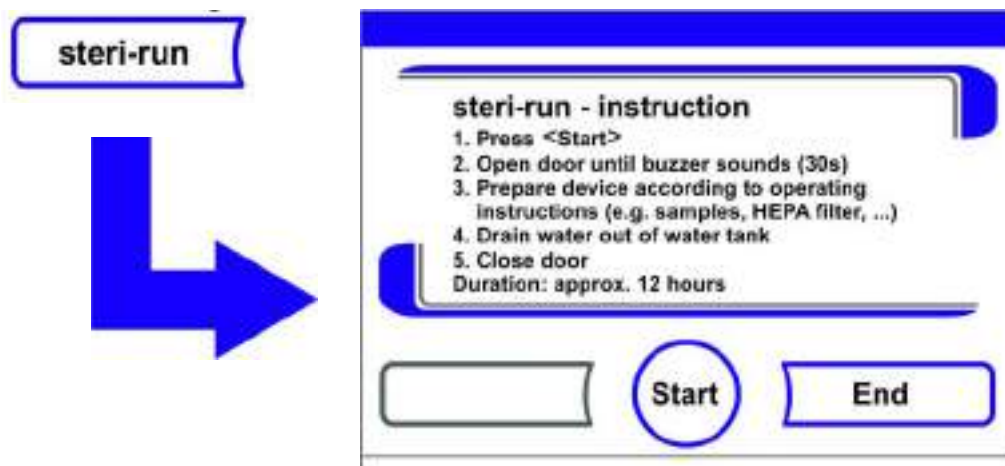 steri-run
steri-run - instruction
1. Press <Start>
2. Open door until buzzer sounds (30s)
3. Prepare device according to operating
instructions (e.g. samples, HEPA filter, ...)
4. Drain water out of water tank
5. Close door
Duration: approx. 12 hours
Start
End